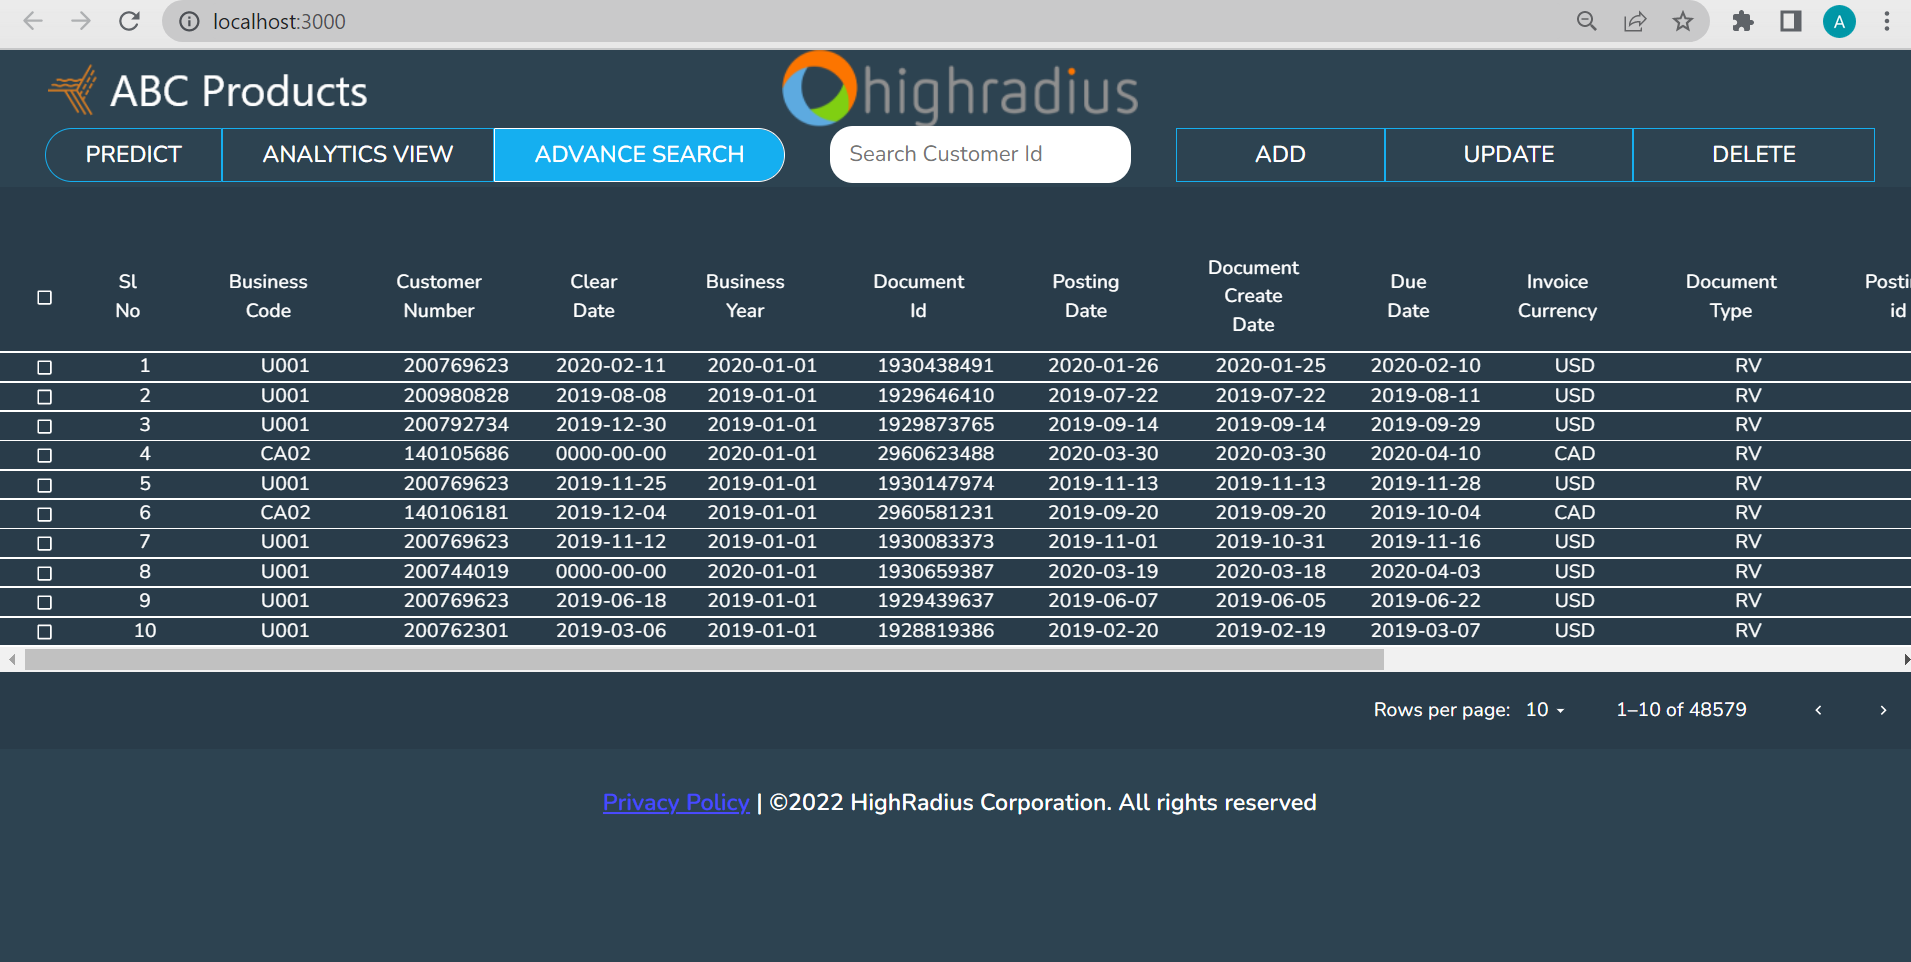 localhost:3000
A
ABC Products
highradius
PREDICT ANALYTICS VIEW ADVANCE SEARCH Search Customer Id ADD UPDATE DELETE
Sl No Business Code Customer Number Clear Date Business Year Document Id Posting Date Document Create Date Due Date Invoice Currency Document Type Posti id
1 U001 200769623 2020-02-11 2020-01-01 1930438491 2020-01-26 2020-01-25 2020-02-10 USD RV
2 U001 200980828 2019-08-08 2019-01-01 1929646410 2019-07-22 2019-07-22 2019-08-11 USD RV
3 U001 200792734 2019-12-30 2019-01-01 1929873765 2019-09-14 2019-09-14 2019-09-29 USD RV
4 CA02 140105686 0000-00-00 2020-01-01 2960623488 2020-03-30 2020-03-30 2020-04-10 CAD RV
5 U001 200769623 2019-11-25 2019-01-01 1930147974 2019-11-13 2019-11-13 2019-11-28 USD RV
6 CA02 140106181 2019-12-04 2019-01-01 2960581231 2019-09-20 2019-09-20 2019-10-04 CAD RV
7 U001 200769623 2019-11-12 2019-01-01 1930083373 2019-11-01 2019-10-31 2019-11-16 USD RV
8 U001 200744019 0000-00-00 2020-01-01 1930659387 2020-03-19 2020-03-18 2020-04-03 USD RV
9 U001 200769623 2019-06-18 2019-01-01 1929439637 2019-06-07 2019-06-05 2019-06-22 USD RV
10 U001 200762301 2019-03-06 2019-01-01 1928819386 2019-02-20 2019-02-19 2019-03-07 USD RV
Rows per page: 10 1–10 of 48579
Privacy Policy | ©2022 HighRadius Corporation. All rights reserved